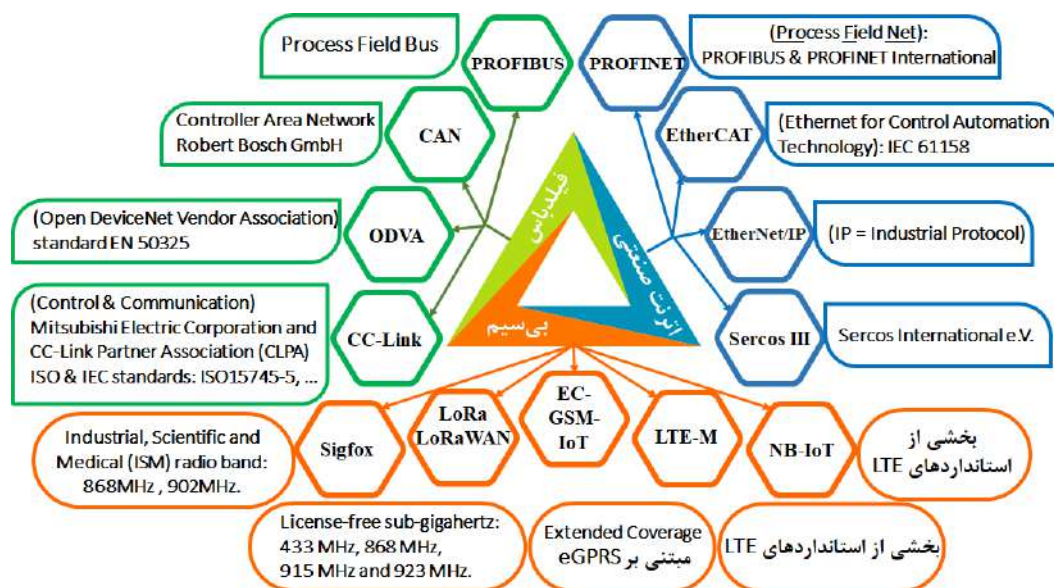 Process Field Bus
PROFIBUS
PROFINET
(Process Field Net):
PROFIBUS & PROFINET International
Controller Area Network
Robert Bosch GmbH
CAN
EtherCAT
(Ethernet for Control Automation
Technology): IEC 61158
(Open DeviceNet Vendor Association)
standard EN 50325
ODVA
فیلدباس
اترنت صنعتی
بی‌سیم
EtherNet/IP
(IP = Industrial Protocol)
(Control & Communication)
Mitsubishi Electric Corporation and
CC-Link Partner Association (CLPA)
ISO & IEC standards: ISO15745-5, ...
CC-Link
Sercos III
Sercos International e.V.
Industrial, Scientific and
Medical (ISM) radio band:
868MHz , 902MHz.
Sigfox
LoRa
LoRaWAN
EC-
GSM-
IoT
LTE-M
NB-IoT
بخشی از
استانداردهای LTE
License-free sub-gigahertz:
433 MHz, 868 MHz,
915 MHz and 923 MHz.
Extended Coverage
مبتنی بر eGPRS
بخشی از استانداردهای LTE